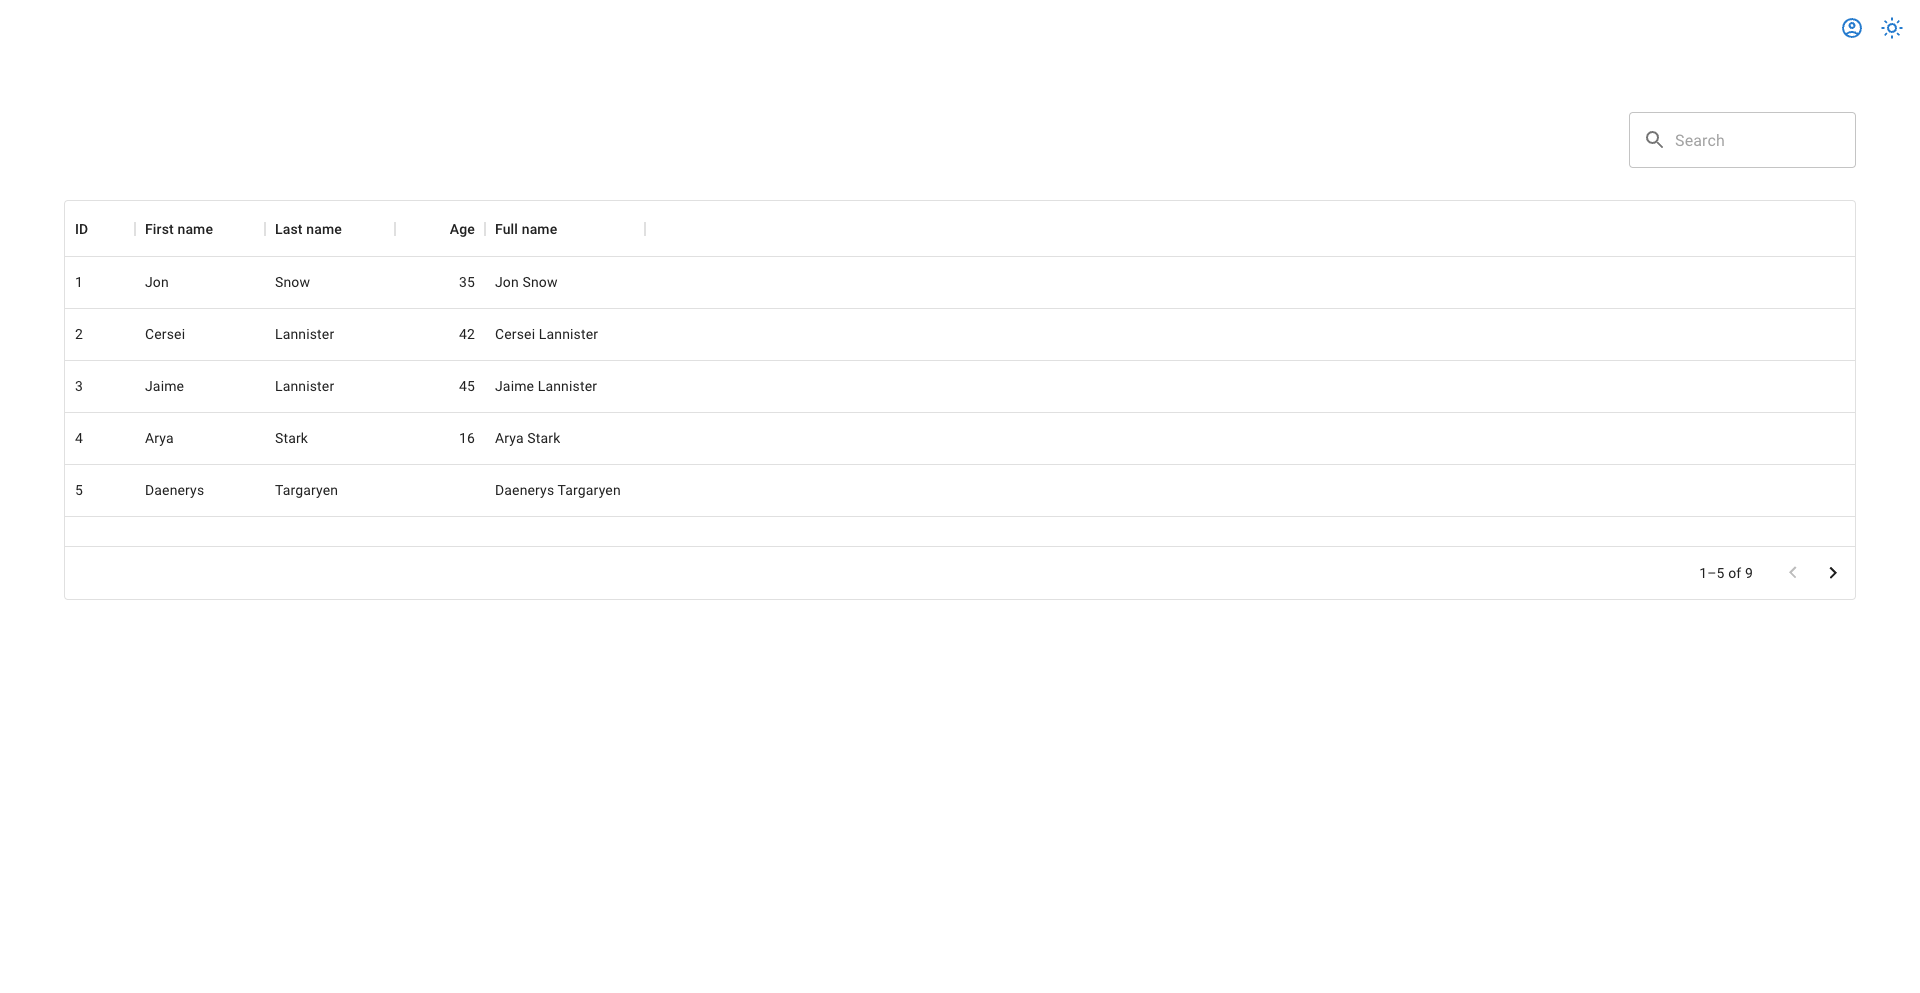 Search
ID First name Last name Age Full name
1 Jon Snow 35 Jon Snow
2 Cersei Lannister 42 Cersei Lannister
3 Jaime Lannister 45 Jaime Lannister
4 Arya Stark 16 Arya Stark
5 Daenerys Targaryen Daenerys Targaryen
1–5 of 9